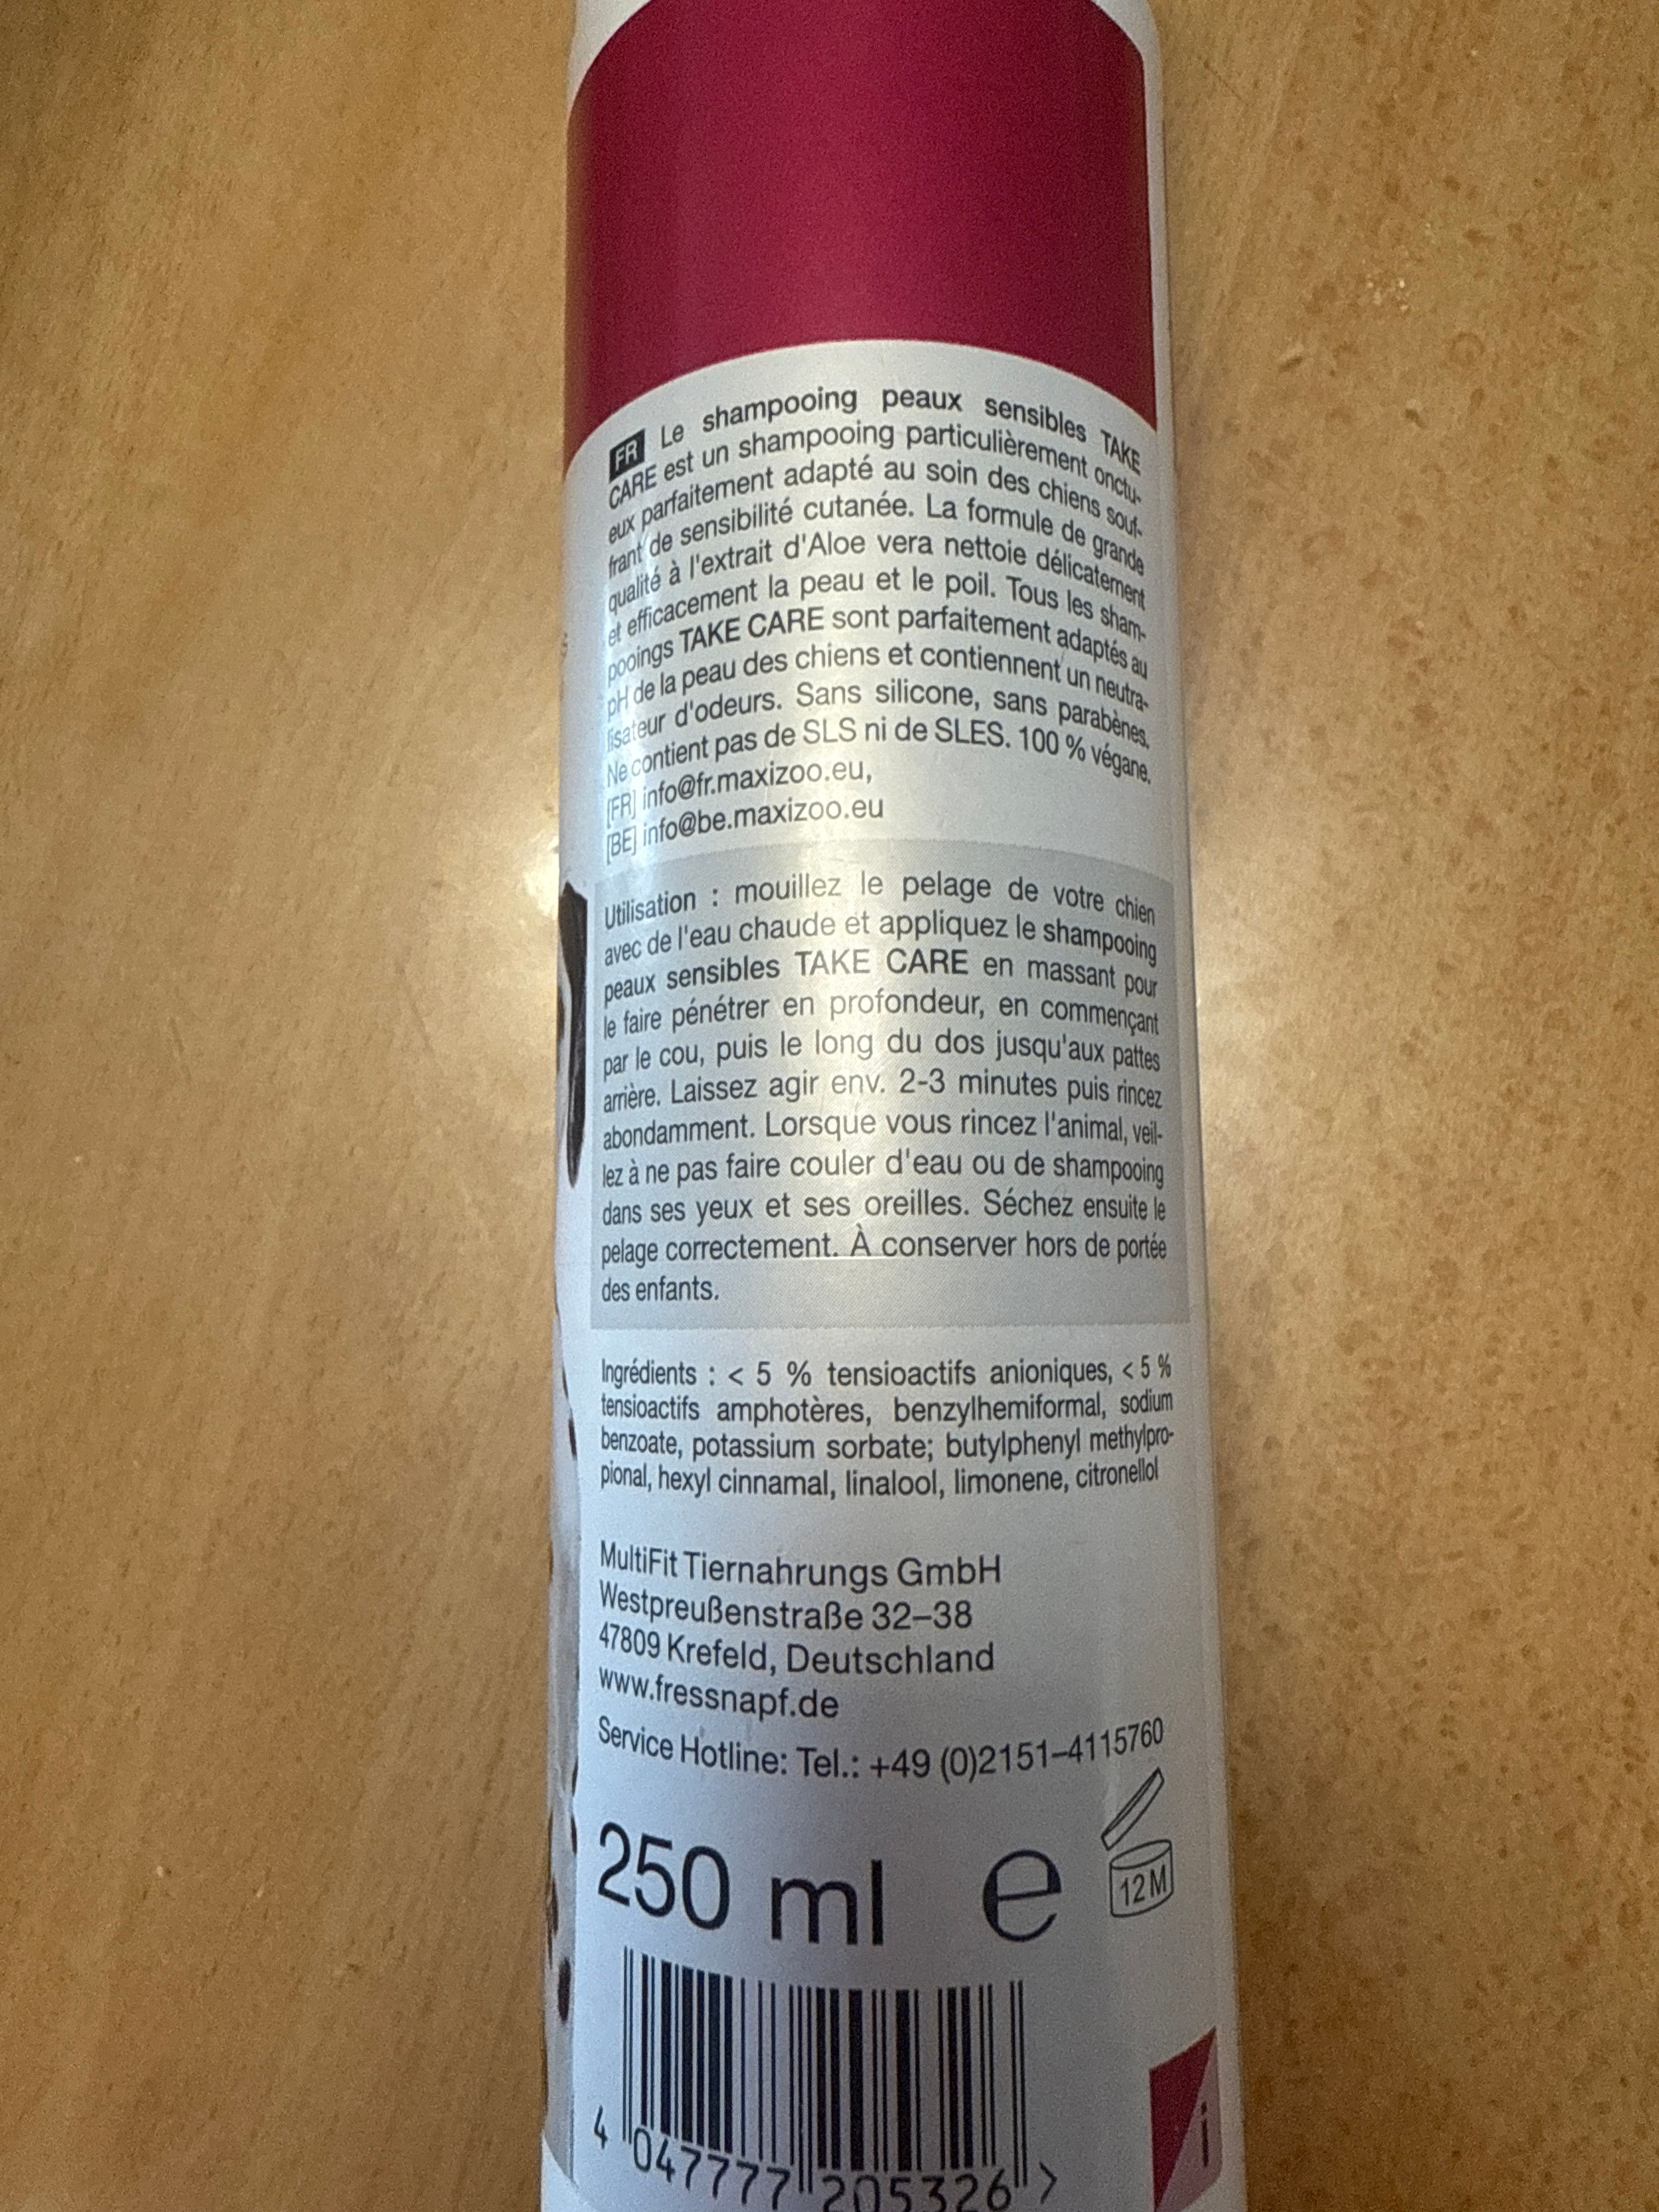 FR Le shampooing peaux sensibles TAKE
CARE est un shampooing particulièrement onctu-
eux parfaitement adapté au soin des chiens souf-
frant de sensibilité cutanée. La formule de grande
qualité à l'extrait d'Aloe vera nettoie délicatement
et efficacement la peau et le poil. Tous les sham-
pooings TAKE CARE sont parfaitement adaptés au
pH de la peau des chiens et contiennent un neutra-
lisateur d'odeurs. Sans silicone, sans parabènes.
Ne contient pas de SLS ni de SLES. 100 % végane.
[FR] info@fr.maxizoo.eu,
[BE] info@be.maxizoo.eu
Utilisation : mouillez le pelage de votre chien
avec de l'eau chaude et appliquez le shampooing
peaux sensibles TAKE CARE en massant pour
le faire pénétrer en profondeur, en commençant
par le cou, puis le long du dos jusqu'aux pattes
arrière. Laissez agir env. 2-3 minutes puis rincez
abondamment. Lorsque vous rincez l'animal, veil-
lez à ne pas faire couler d'eau ou de shampooing
dans ses yeux et ses oreilles. Séchez ensuite le
pelage correctement. À conserver hors de portée
des enfants.
Ingrédients : < 5 % tensioactifs anioniques, < 5 %
tensioactifs amphotères, benzylhemiformal, sodium
benzoate, potassium sorbate; butylphenyl methylpro-
pional, hexyl cinnamal, linalool, limonene, citronellol
MultiFit Tiernahrungs GmbH
Westpreußenstraße 32–38
47809 Krefeld, Deutschland
www.fressnapf.de
Service Hotline: Tel.: +49 (0)2151–4115760
250 ml e
12M
4 047777 205326 >
i